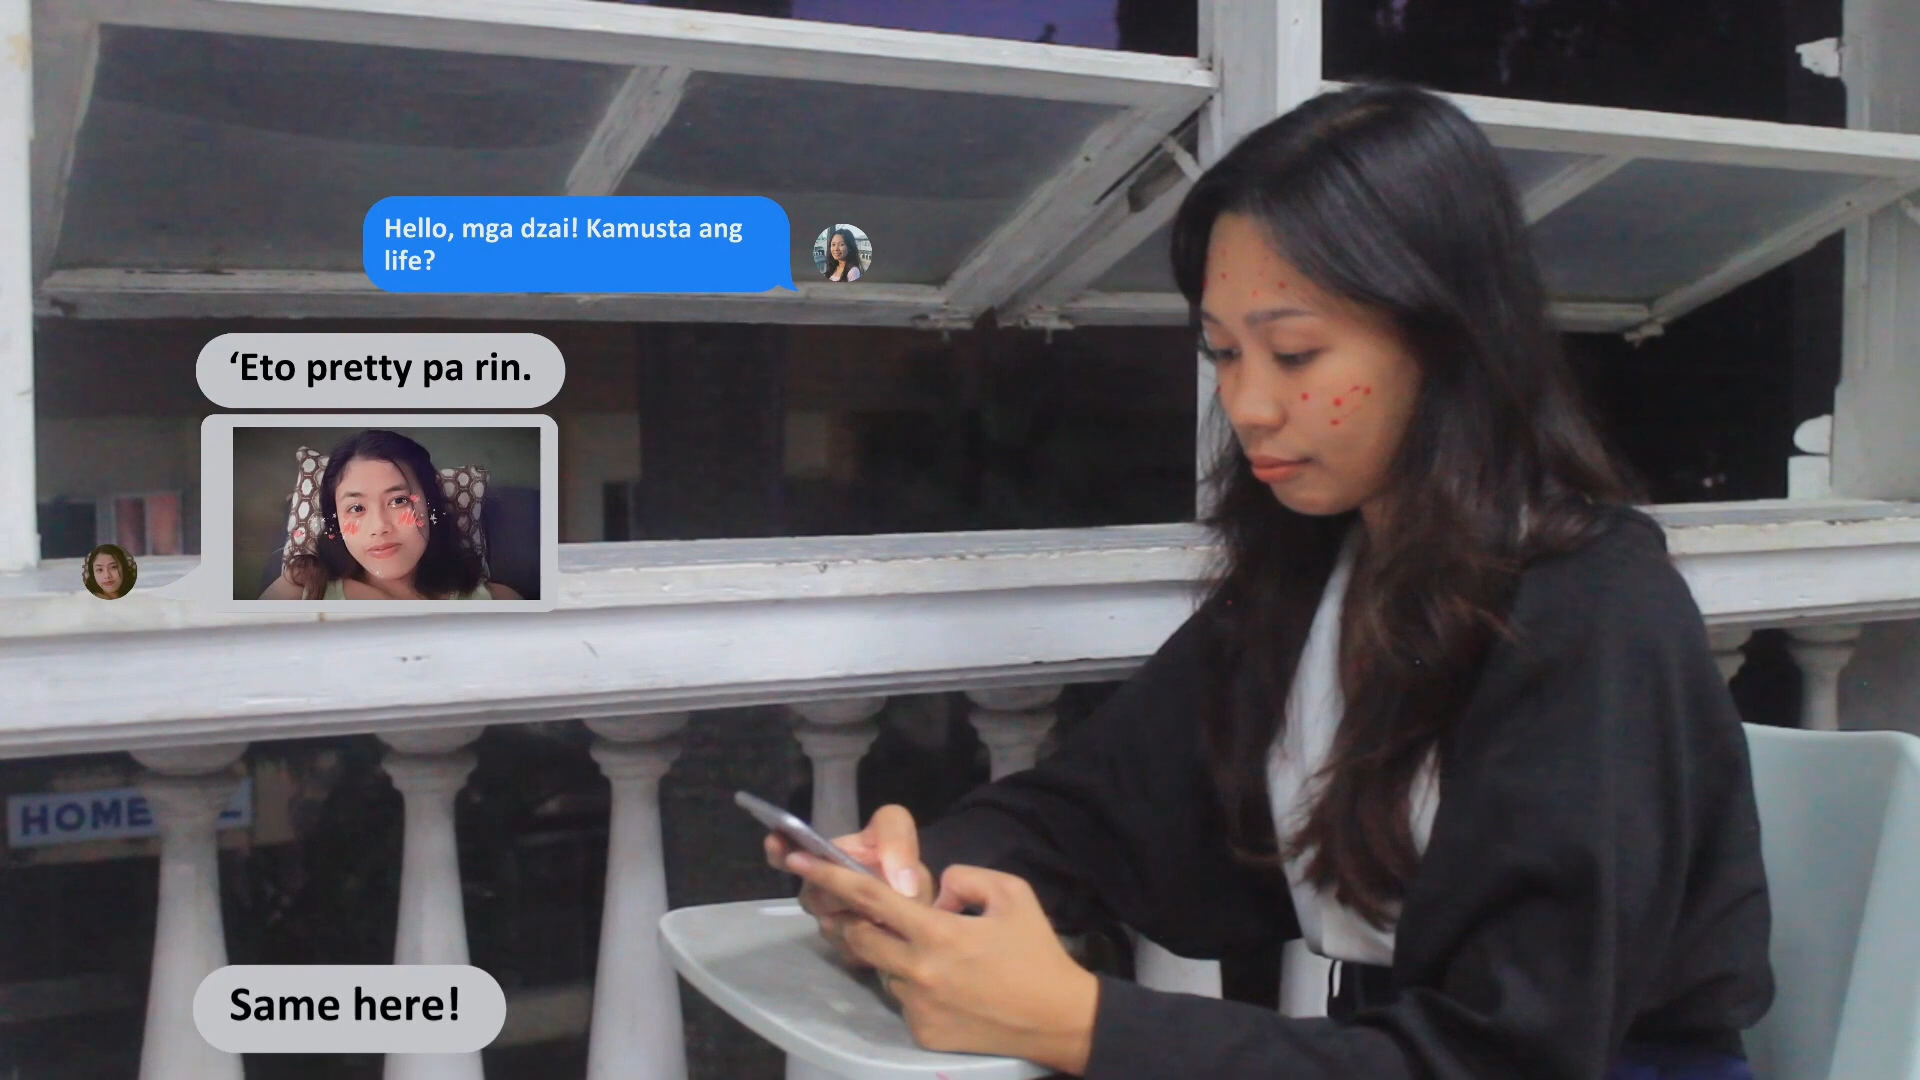 Hello, mga dzai! Kamusta ang
life?
‘Eto pretty pa rin.
HOME
Same here!